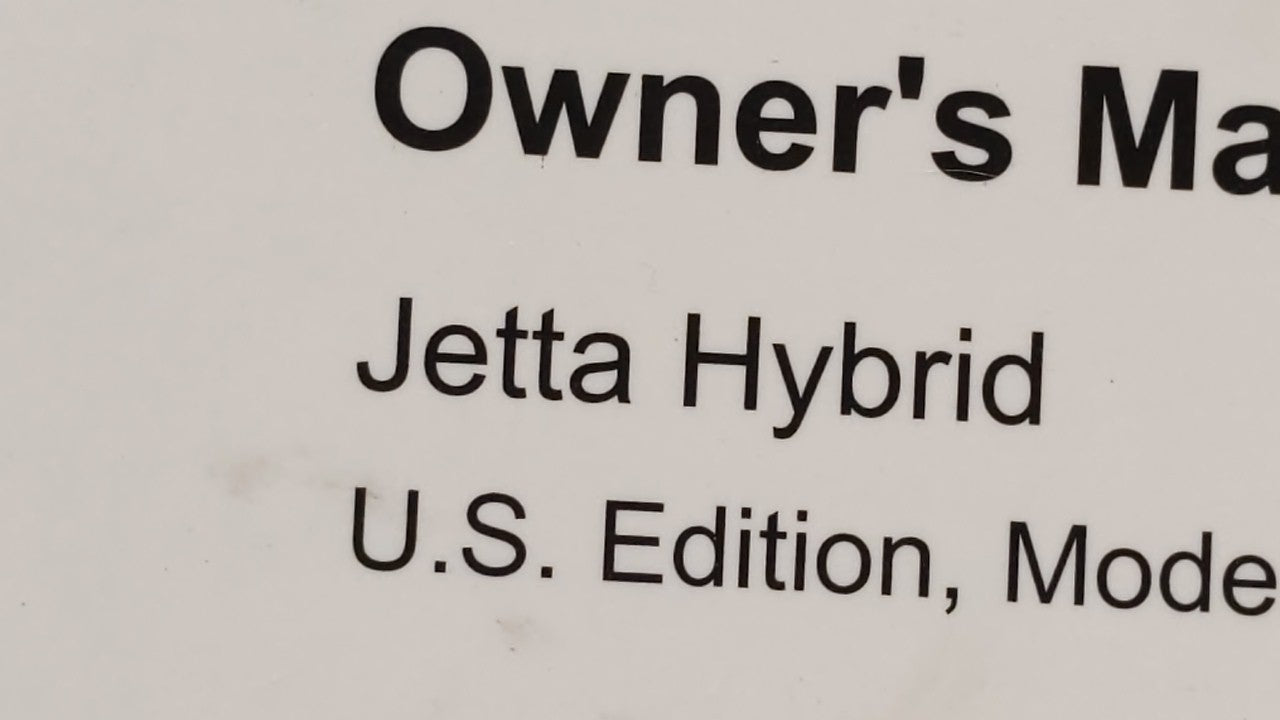 Owner's Ma
Jetta Hybrid
U.S. Edition, Mode